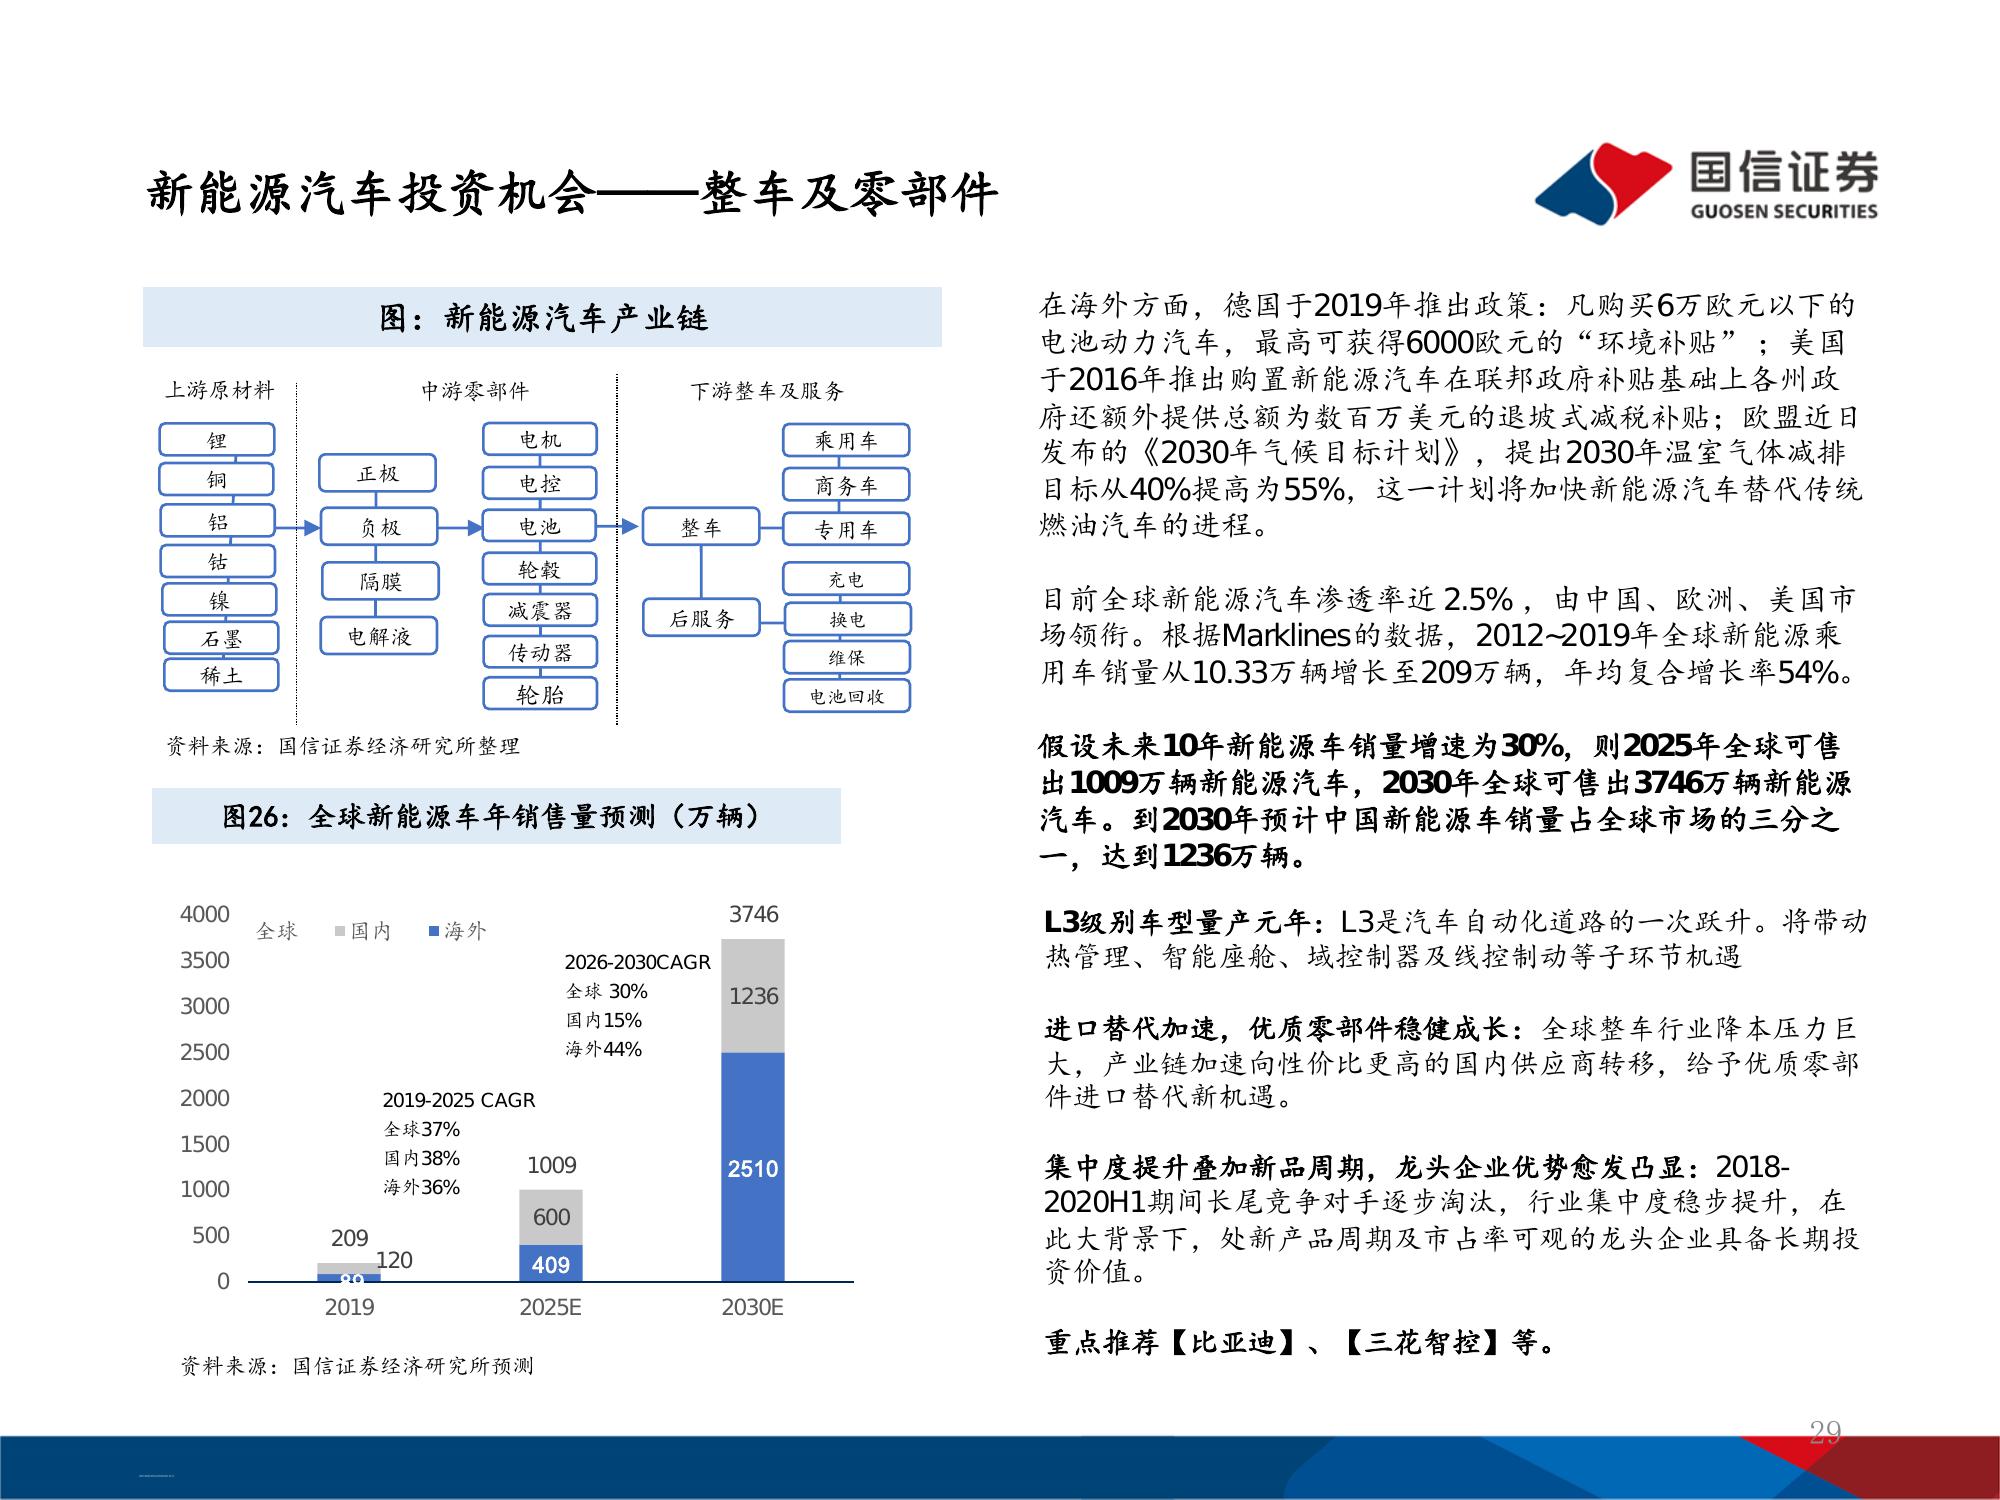 新能源汽车投资机会——整车及零部件
国信证券
GUOSEN SECURITIES
图：新能源汽车产业链
上游原材料
中游零部件
下游整车及服务
锂
铜
铝
钴
镍
石墨
稀土
正极
负极
隔膜
电解液
电机
电控
电池
轮毂
减震器
传动器
轮胎
整车
后服务
乘用车
商务车
专用车
充电
换电
维保
电池回收
资料来源：国信证券经济研究所整理
图26：全球新能源车年销售量预测（万辆）
4000
3500
3000
2500
2000
1500
1000
500
0
全球
国内
海外
2019-2025 CAGR
全球37%
国内38%
海外36%
2026-2030CAGR
全球 30%
国内15%
海外44%
209
120
89
1009
600
409
3746
1236
2510
2019
2025E
2030E
资料来源：国信证券经济研究所预测
在海外方面，德国于2019年推出政策：凡购买6万欧元以下的
电池动力汽车，最高可获得6000欧元的“环境补贴”；美国
于2016年推出购置新能源汽车在联邦政府补贴基础上各州政
府还额外提供总额为数百万美元的退坡式减税补贴；欧盟近日
发布的《2030年气候目标计划》，提出2030年温室气体减排
目标从40%提高为55%，这一计划将加快新能源汽车替代传统
燃油汽车的进程。
目前全球新能源汽车渗透率近 2.5% ，由中国、欧洲、美国市
场领衔。根据Marklines的数据，2012~2019年全球新能源乘
用车销量从10.33万辆增长至209万辆，年均复合增长率54%。
假设未来10年新能源车销量增速为30%，则2025年全球可售
出1009万辆新能源汽车，2030年全球可售出3746万辆新能源
汽车。到2030年预计中国新能源车销量占全球市场的三分之
一，达到1236万辆。
L3级别车型量产元年：L3是汽车自动化道路的一次跃升。将带动
热管理、智能座舱、域控制器及线控制动等子环节机遇
进口替代加速，优质零部件稳健成长：全球整车行业降本压力巨
大，产业链加速向性价比更高的国内供应商转移，给予优质零部
件进口替代新机遇。
集中度提升叠加新品周期，龙头企业优势愈发凸显：2018-
2020H1期间长尾竞争对手逐步淘汰，行业集中度稳步提升，在
此大背景下，处新产品周期及市占率可观的龙头企业具备长期投
资价值。
重点推荐【比亚迪】、【三花智控】等。
29